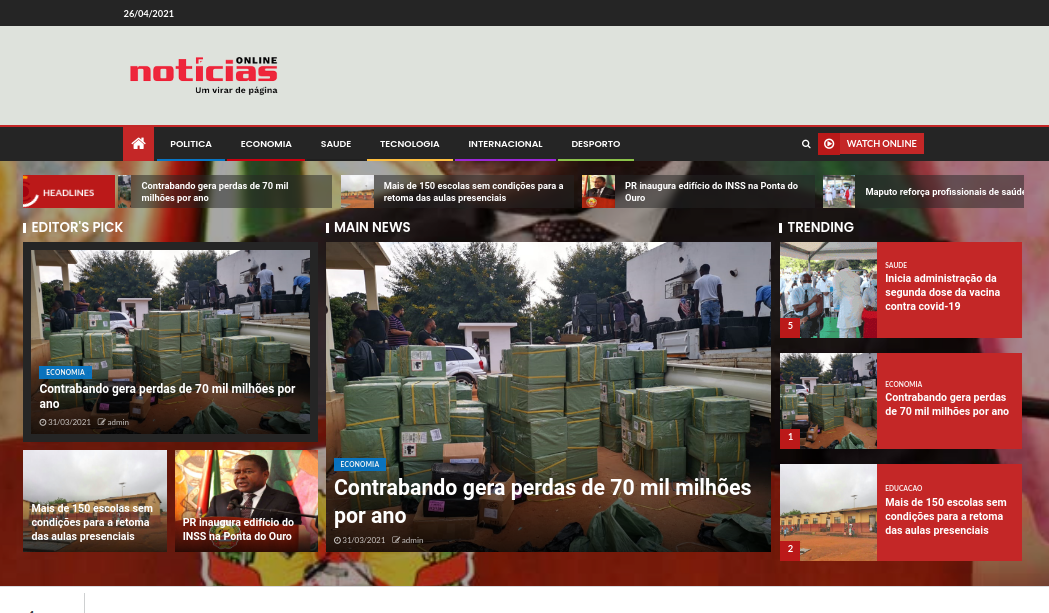 26/04/2021
ONLINE
notícias
Um virar de página
POLITICA
ECONOMIA
SAUDE
TECNOLOGIA
INTERNACIONAL
DESPORTO
WATCH ONLINE
HEADLINES
Contrabando gera perdas de 70 mil
milhões por ano
Mais de 150 escolas sem condições para a
retoma das aulas presenciais
PR inaugura edifício do INSS na Ponta do
Ouro
Maputo reforça profissionais de saúde
EDITOR'S PICK
ECONOMIA
Contrabando gera perdas de 70 mil milhões por
ano
31/03/2021 admin
Mais de 150 escolas sem
condições para a retoma
das aulas presenciais
PR inaugura edifício do
INSS na Ponta do Ouro
MAIN NEWS
ECONOMIA
Contrabando gera perdas de 70 mil milhões
por ano
31/03/2021 admin
TRENDING
5
SAUDE
Inicia administração da
segunda dose da vacina
contra covid-19
1
ECONOMIA
Contrabando gera perdas
de 70 mil milhões por ano
2
EDUCACAO
Mais de 150 escolas sem
condições para a retoma
das aulas presenciais